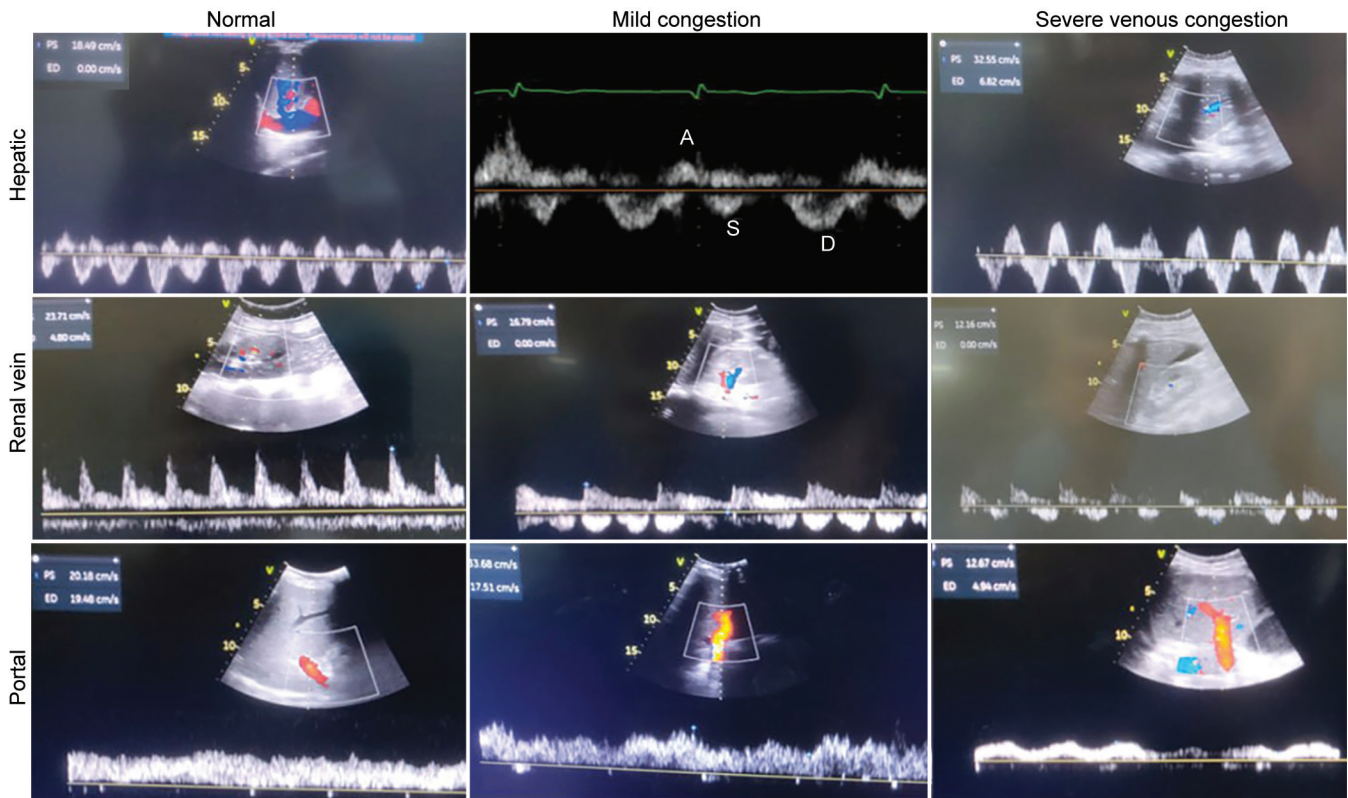 Normal
Mild congestion
Severe venous congestion
Hepatic
PS 18.49 cm/s
ED 0.00 cm/s
V
5
10
15
A
S
D
PS 32.55 cm/s
ED 6.82 cm/s
V
5
10
15
Renal vein
23.71 cm/s
4.80 cm/s
V
5
10
PS 16.79 cm/s
ED 0.00 cm/s
V
5
10
15
PS 12.16 cm/s
ED 0.00 cm/s
V
5
10
Portal
PS 20.18 cm/s
ED 19.48 cm/s
V
5
10
33.68 cm/s
17.51 cm/s
V
5
10
15
PS 12.67 cm/s
ED 4.94 cm/s
V
5
10